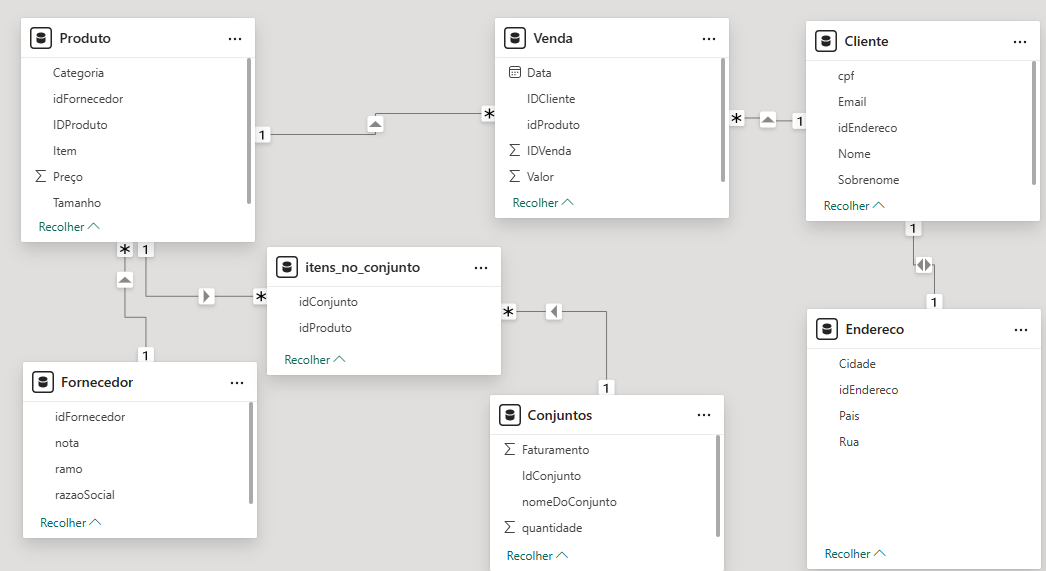 Produto
Categoria
idFornecedor
IDProduto
Item
Preço
Tamanho
Recolher
Venda
Data
IDCliente
idProduto
IDVenda
Valor
Recolher
Cliente
cpf
Email
idEndereco
Nome
Sobrenome
Recolher
1
*
*
1
*
1
1
1
itens_no_conjunto
idConjunto
idProduto
Recolher
*
*
1
1
Fornecedor
idFornecedor
nota
ramo
razaoSocial
Recolher
Conjuntos
Faturamento
IdConjunto
nomeDoConjunto
quantidade
Recolher
Endereco
Cidade
idEndereco
Pais
Rua
Recolher